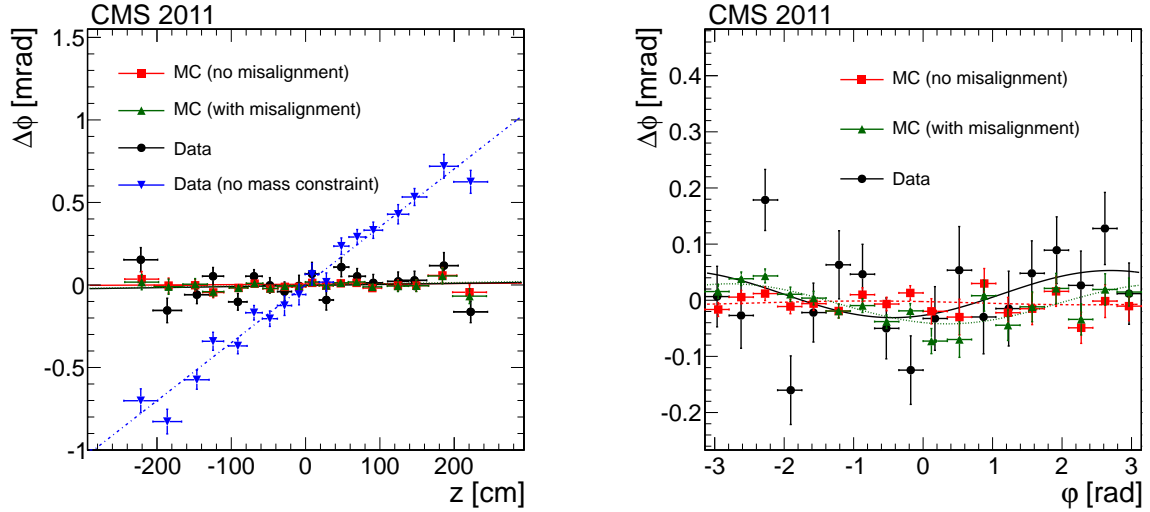 CMS 2011
Δϕ [mrad]
1.5
1
0.5
0
-0.5
-1
MC (no misalignment)
MC (with misalignment)
Data
Data (no mass constraint)
-200 -100 0 100 200
z [cm]
CMS 2011
Δϕ [mrad]
0.4
0.2
0.1
0
-0.1
-0.2
MC (no misalignment)
MC (with misalignment)
Data
-3 -2 -1 0 1 2 3
φ [rad]